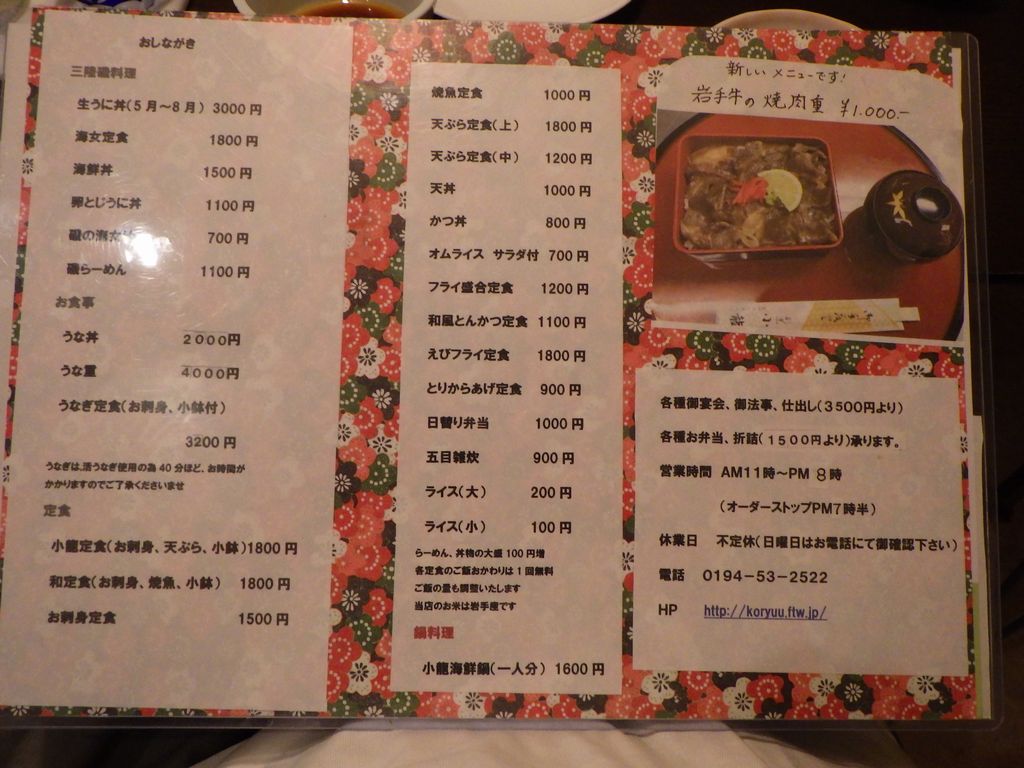 おしながき
三陸磯料理
生うに丼(5月～8月) 3000円
海女定食 1800円
海鮮丼 1500円
卵とじうに丼 1100円
磯の海女 700円
磯らーめん 1100円
お食事
うな丼 2000円
うな重 4000円
うなぎ定食(お刺身、小鉢付)
3200円
うなぎは、活うなぎ使用の為40分ほど、お時間が
かかりますのでご了承くださいませ
定食
小龍定食(お刺身、天ぷら、小鉢)1800円
和定食(お刺身、焼魚、小鉢) 1800円
お刺身定食 1500円
焼魚定食 1000円
天ぷら定食(上) 1800円
天ぷら定食(中) 1200円
天丼 1000円
かつ丼 800円
オムライス サラダ付 700円
フライ盛合定食 1200円
和風とんかつ定食 1100円
えびフライ定食 1800円
とりからあげ定食 900円
日替り弁当 1000円
五目雑炊 900円
ライス(大) 200円
ライス(小) 100円
らーめん、丼物の大盛100円増
各定食のご飯おかわりは1回無料
ご飯の量も調整いたします
当店のお米は岩手産です
鍋料理
小龍海鮮鍋(一人分) 1600円
新しいメニューです!
岩手牛の焼肉重 ¥1.000-
各種御宴会、御法事、仕出し(3500円より)
各種お弁当、折詰(1500円より)承ります。
営業時間 AM11時～PM 8時
(オーダーストップPM7時半)
休業日 不定休(日曜日はお電話にて御確認下さい)
電話 0194-53-2522
HP http://koryuu.ftw.jp/